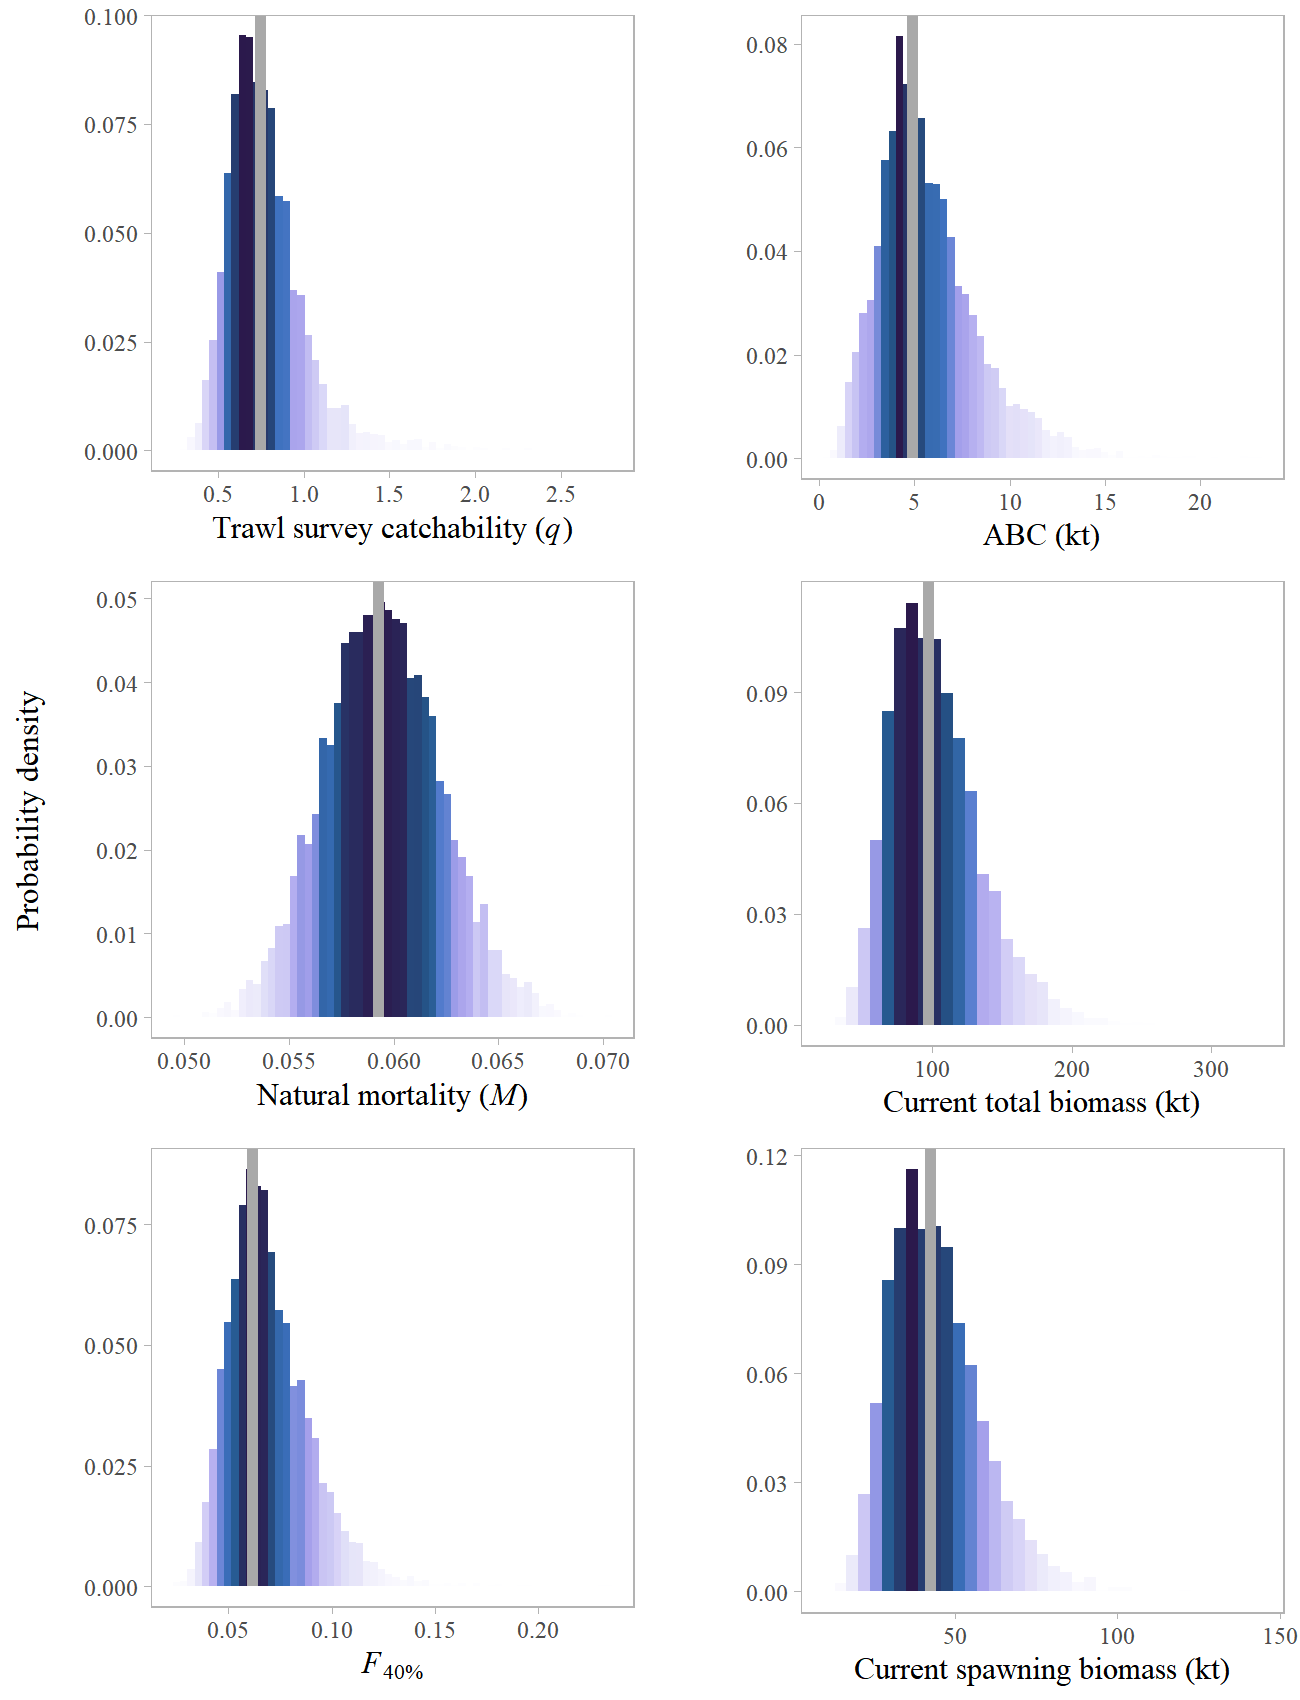 Probability density
0.100
0.075
0.050
0.025
0.000
0.5 1.0 1.5 2.0 2.5
Trawl survey catchability (q)
0.08
0.06
0.04
0.02
0.00
0 5 10 15 20
ABC (kt)
0.05
0.04
0.03
0.02
0.01
0.00
0.050 0.055 0.060 0.065 0.070
Natural mortality (M)
0.09
0.06
0.03
0.00
100 200 300
Current total biomass (kt)
0.075
0.050
0.025
0.000
0.05 0.10 0.15 0.20
F40%
0.12
0.09
0.06
0.03
0.00
50 100 150
Current spawning biomass (kt)